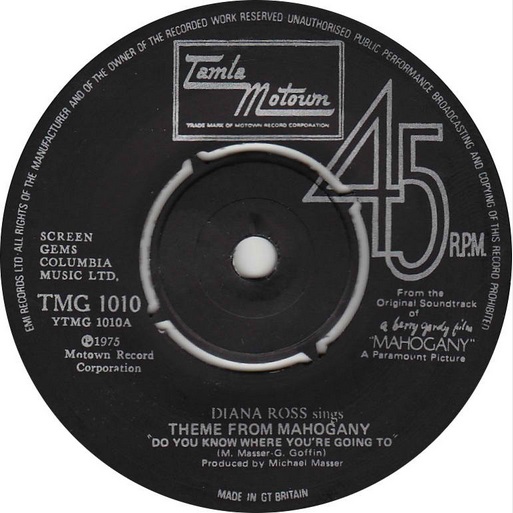 EMI RECORDS LTD·ALL RIGHTS OF THE MANUFACTURER AND OF THE OWNER OF THE RECORDED WORK RESERVED UNAUTHORISED PUBLIC PERFORMANCE BROADCASTING AND COPYING OF THIS RECORD PROHIBITED
Tamla
Motown
TRADE MARK OF MOTOWN RECORD CORPORATION
45
R.P.M.
SCREEN
GEMS
COLUMBIA
MUSIC LTD,
TMG 1010
YTMG 1010A
℗1975
Motown Record
Corporation
From the
Original Soundtrack
of
a berry gordy film
"MAHOGANY"
A Paramount Picture
DIANA ROSS sings
THEME FROM MAHOGANY
"DO YOU KNOW WHERE YOU'RE GOING TO"
(M. Masser-G. Goffin)
Produced by Michael Masser
MADE IN GT BRITAIN